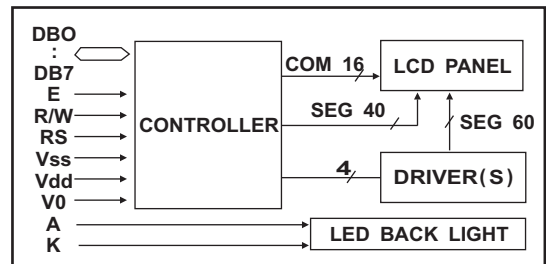 DBO
:
DB7
E
R/W
RS
Vss
Vdd
V0
A
K
CONTROLLER
COM 16
SEG 40
4
LCD PANEL
SEG 60
DRIVER(S)
LED BACK LIGHT